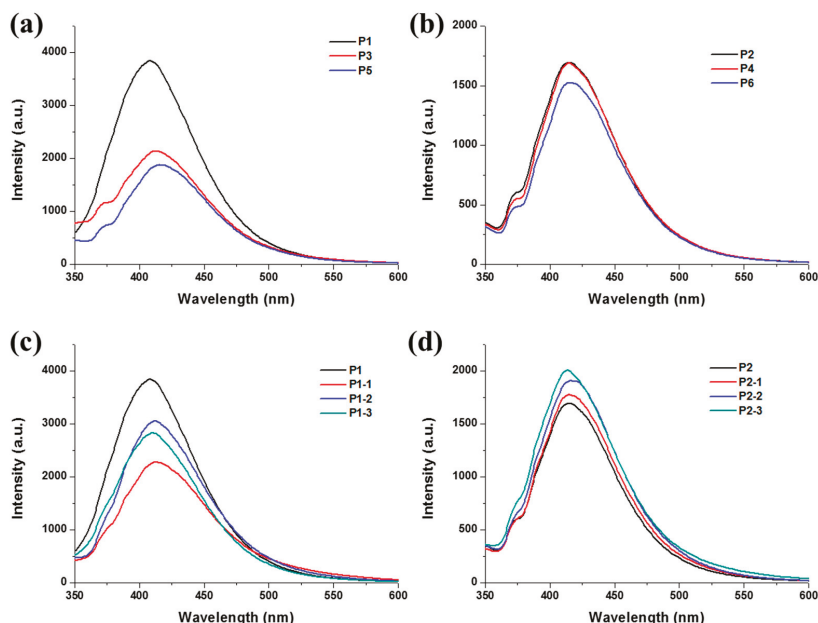 (a)
P1
P3
P5
4000
3000
2000
1000
0
Intensity (a.u.)
350 400 450 500 550 600
Wavelength (nm)
(b)
P2
P4
P6
2000
1500
1000
500
0
Intensity (a.u.)
350 400 450 500 550 600
Wavelength (nm)
(c)
P1
P1-1
P1-2
P1-3
4000
3000
2000
1000
0
Intensity (a.u.)
350 400 450 500 550 600
Wavelength (nm)
(d)
P2
P2-1
P2-2
P2-3
2000
1500
1000
500
0
Intensity (a.u.)
350 400 450 500 550 600
Wavelength (nm)